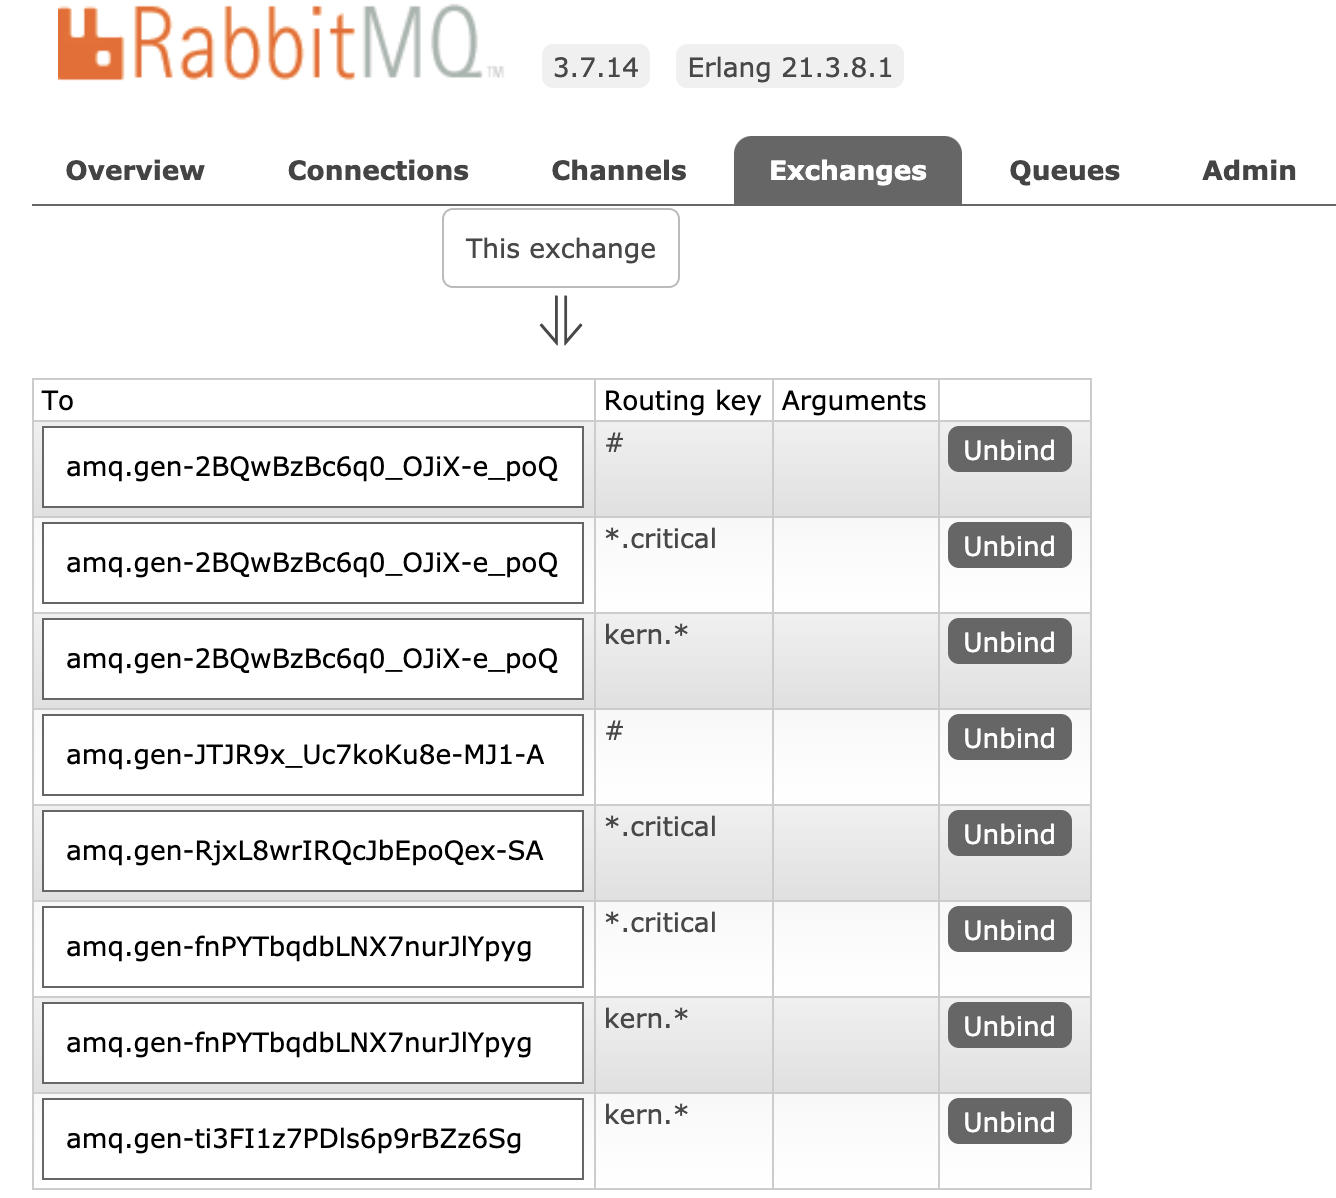 RabbitMQ™ 3.7.14 Erlang 21.3.8.1
Overview Connections Channels Exchanges Queues Admin
This exchange
To Routing key Arguments
amq.gen-2BQwBzBc6q0_OJiX-e_poQ # Unbind
amq.gen-2BQwBzBc6q0_OJiX-e_poQ *.critical Unbind
amq.gen-2BQwBzBc6q0_OJiX-e_poQ kern.* Unbind
amq.gen-JTJR9x_Uc7koKu8e-MJ1-A # Unbind
amq.gen-RjxL8wrIRQcJbEpoQex-SA *.critical Unbind
amq.gen-fnPYTbqdbLNX7nurJlYpyg *.critical Unbind
amq.gen-fnPYTbqdbLNX7nurJlYpyg kern.* Unbind
amq.gen-ti3FI1z7PDls6p9rBZz6Sg kern.* Unbind